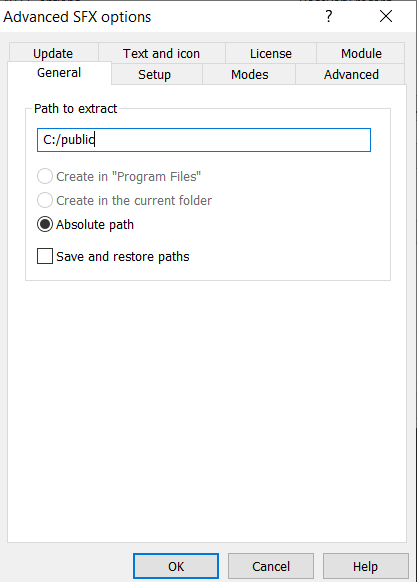 Advanced SFX options ?
Update Text and icon License Module
General Setup Modes Advanced
Path to extract
C:/public
Create in "Program Files"
Create in the current folder
Absolute path
Save and restore paths
OK Cancel Help